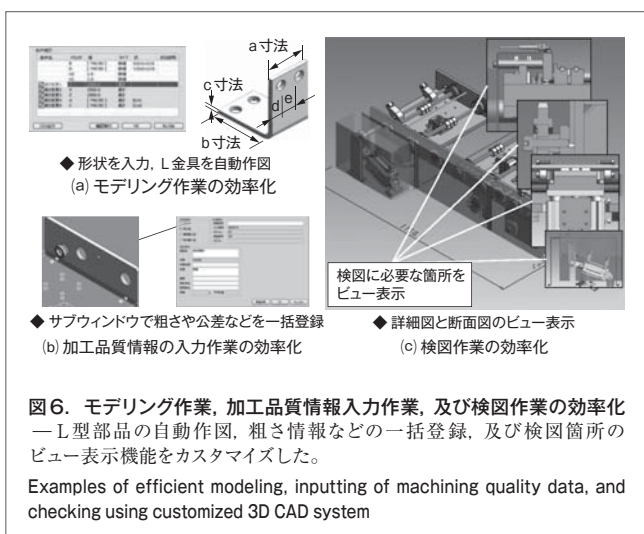 a寸法
c寸法
d
e
b寸法
◆ 形状を入力，L金具を自動作図
(a) モデリング作業の効率化
◆ サブウィンドウで粗さや公差などを一括登録
(b) 加工品質情報の入力作業の効率化
検図に必要な箇所を
ビュー表示
◆ 詳細図と断面図のビュー表示
(c) 検図作業の効率化
図6．モデリング作業，加工品質情報入力作業，及び検図作業の効率化
―L型部品の自動作図，粗さ情報などの一括登録，及び検図箇所の
ビュー表示機能をカスタマイズした。
Examples of efficient modeling, inputting of machining quality data, and
checking using customized 3D CAD system